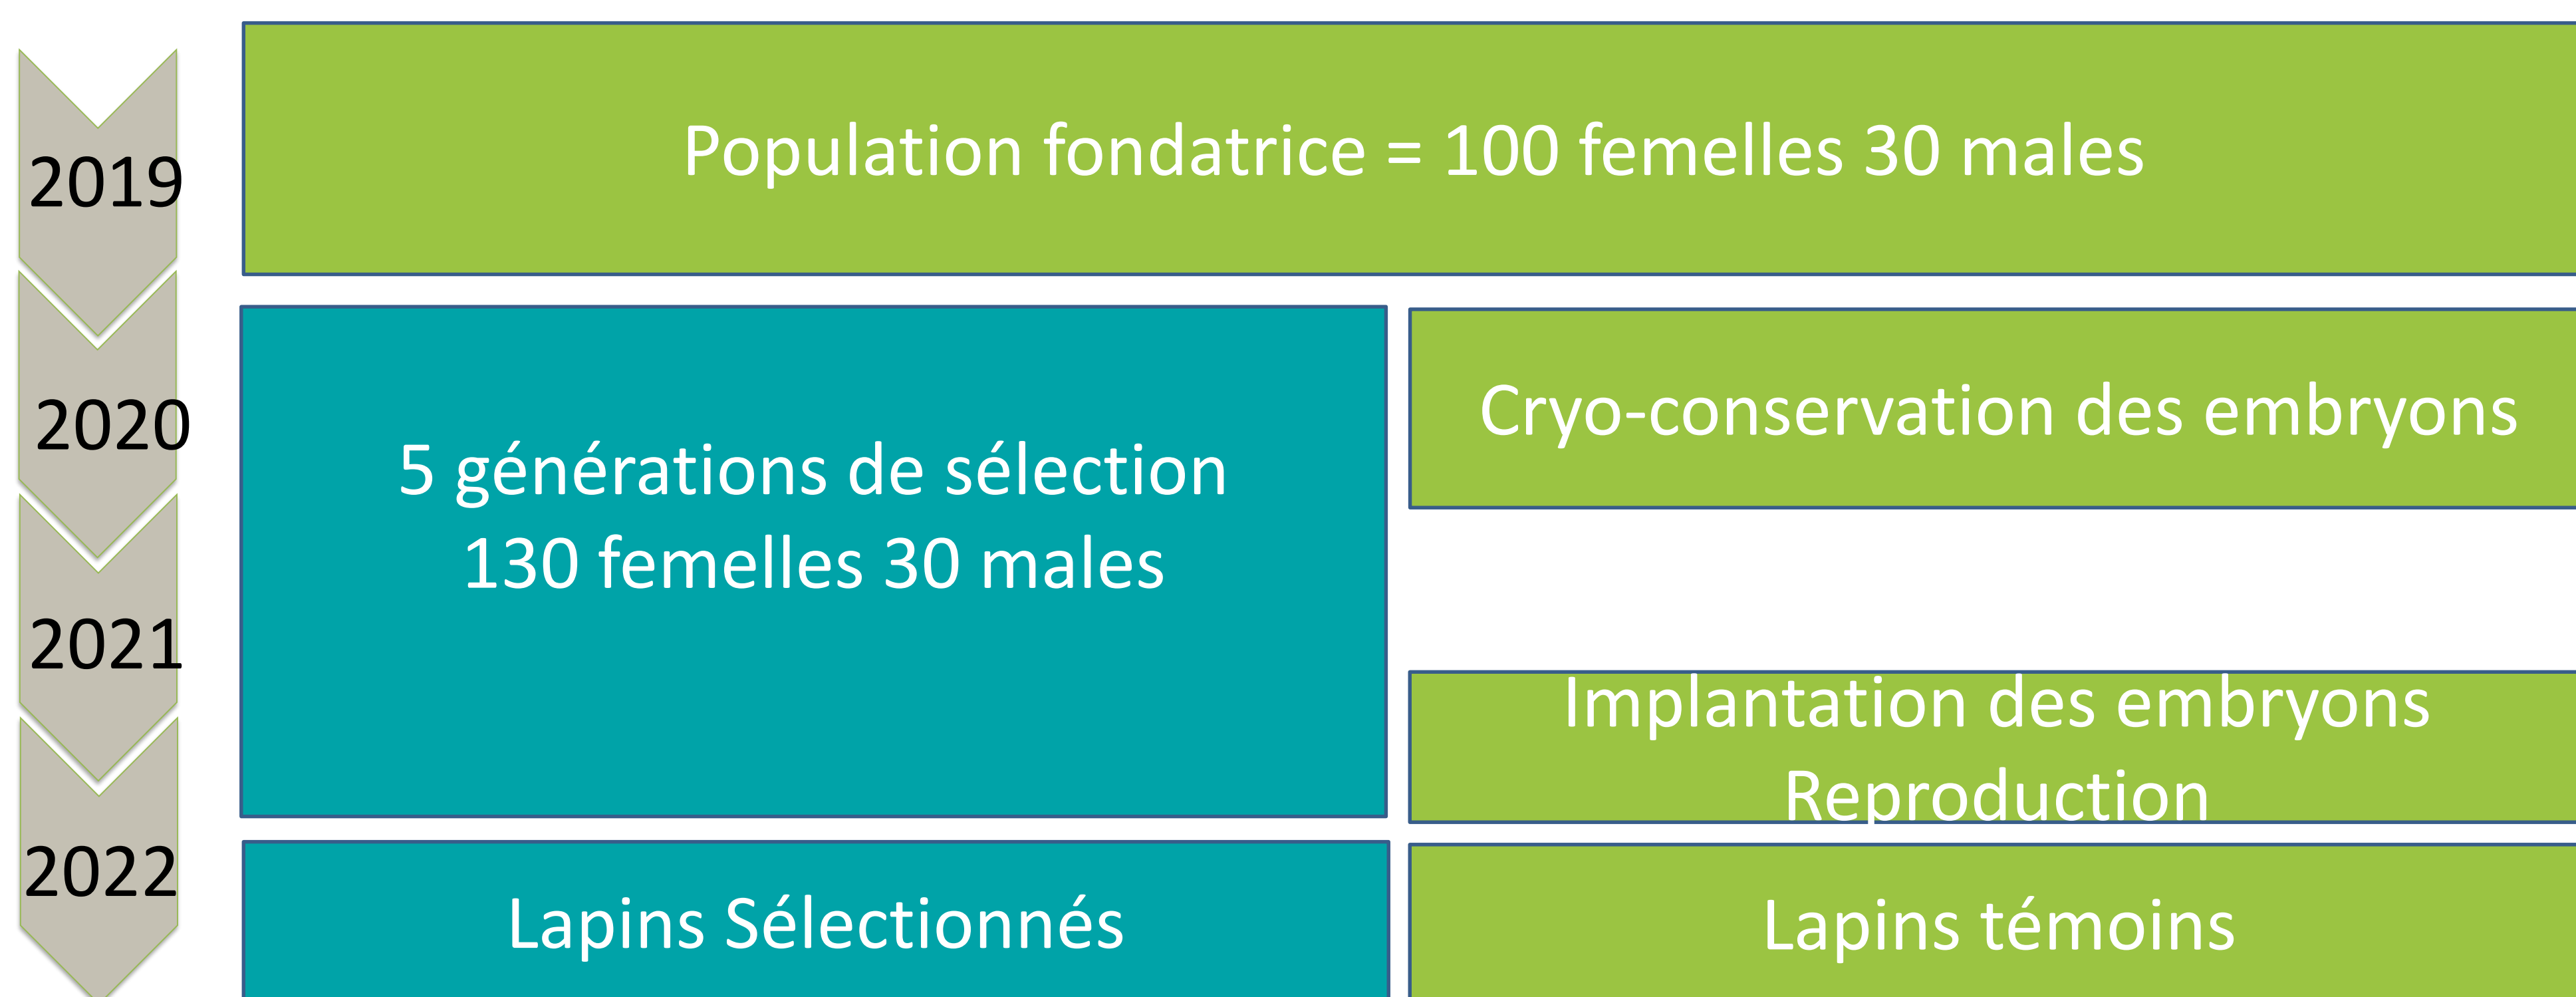 2019
Population fondatrice = 100 femelles 30 males
2020
5 générations de sélection
130 femelles 30 males
Cryo-conservation des embryons
2021
Implantation des embryons
Reproduction
2022
Lapins Sélectionnés
Lapins témoins